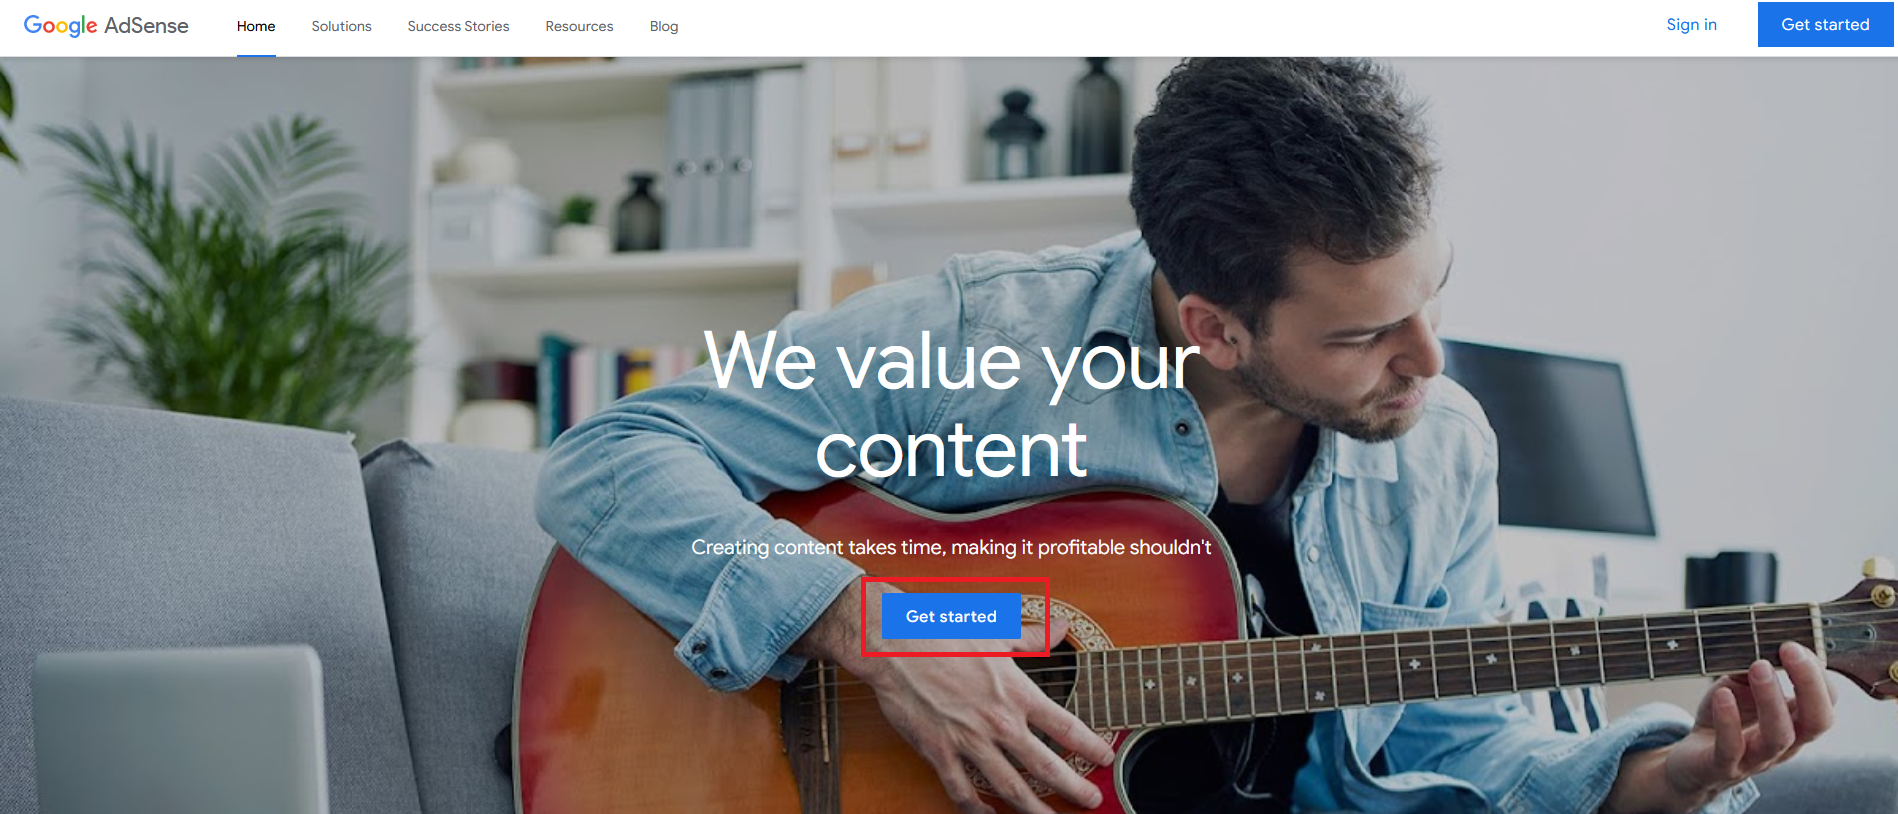 Google AdSense
Home
Solutions
Success Stories
Resources
Blog
Sign in
Get started
We value your
content
Creating content takes time, making it profitable shouldn't
Get started